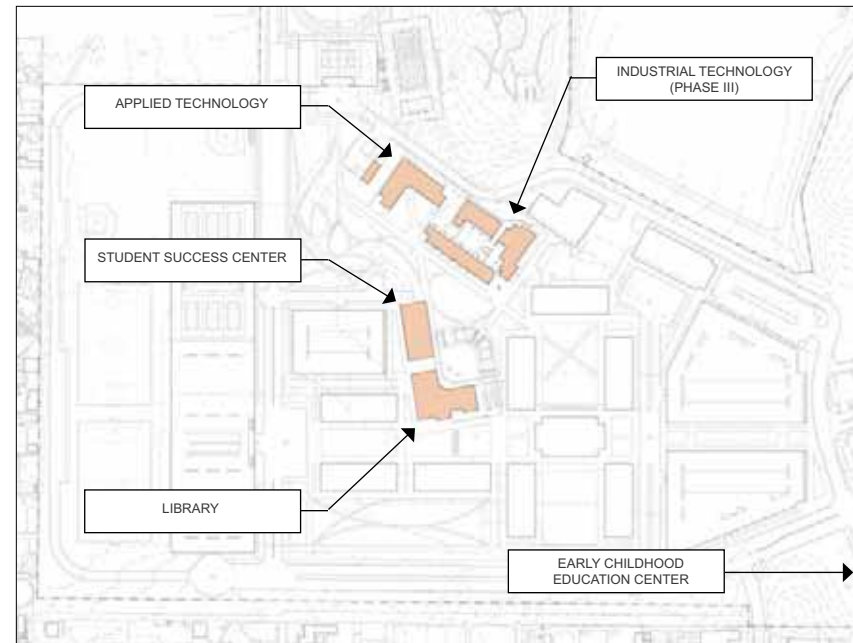 INDUSTRIAL TECHNOLOGY
(PHASE III)
APPLIED TECHNOLOGY
STUDENT SUCCESS CENTER
LIBRARY
EARLY CHILDHOOD
EDUCATION CENTER